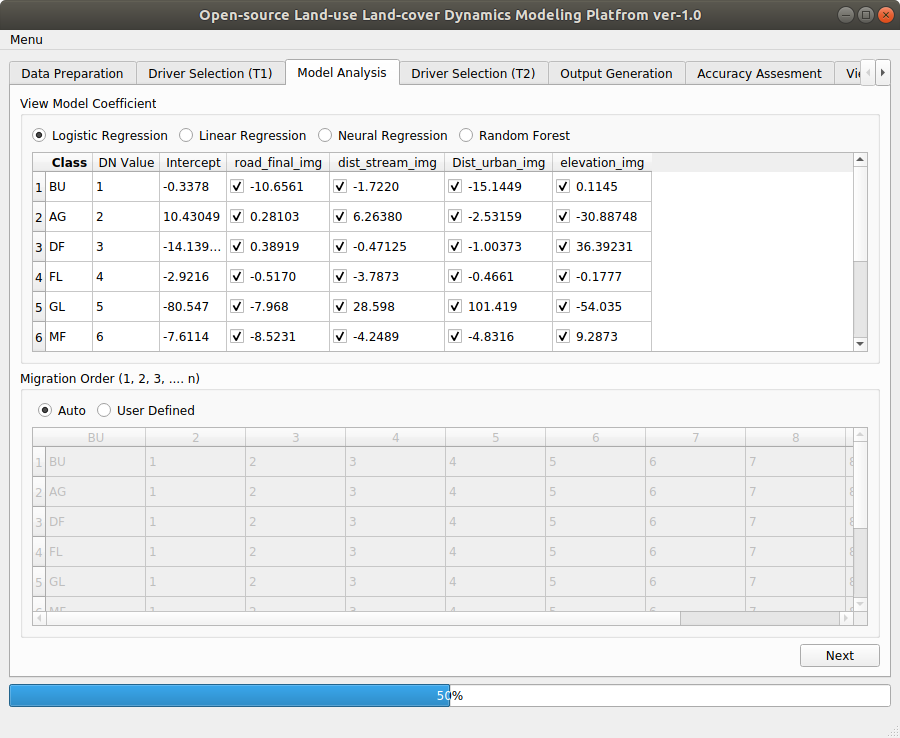 Open-source Land-use Land-cover Dynamics Modeling Platfrom ver-1.0
Menu
Data Preparation Driver Selection (T1) Model Analysis Driver Selection (T2) Output Generation Accuracy Assesment
View Model Coefficient
Logistic Regression Linear Regression Neural Regression Random Forest
Class DN Value Intercept road_final_img dist_stream_img Dist_urban_img elevation_img
1 BU 1 -0.3378 -10.6561 -1.7220 -15.1449 0.1145
2 AG 2 10.43049 0.28103 6.26380 -2.53159 -30.88748
3 DF 3 -14.139... 0.38919 -0.47125 -1.00373 36.39231
4 FL 4 -2.9216 -0.5170 -3.7873 -0.4661 -0.1777
5 GL 5 -80.547 -7.968 28.598 101.419 -54.035
6 MF 6 -7.6114 -8.5231 -4.2489 -4.8316 9.2873
Migration Order (1, 2, 3, .... n)
Auto User Defined
BU 2 3 4 5 6 7 8
1 BU 1 2 3 4 5 6 7 8
2 AG 1 2 3 4 5 6 7 8
3 DF 1 2 3 4 5 6 7 8
4 FL 1 2 3 4 5 6 7 8
5 GL 1 2 3 4 5 6 7 8
6 MF 1 2 3 4 5 6 7 8
Next
50%